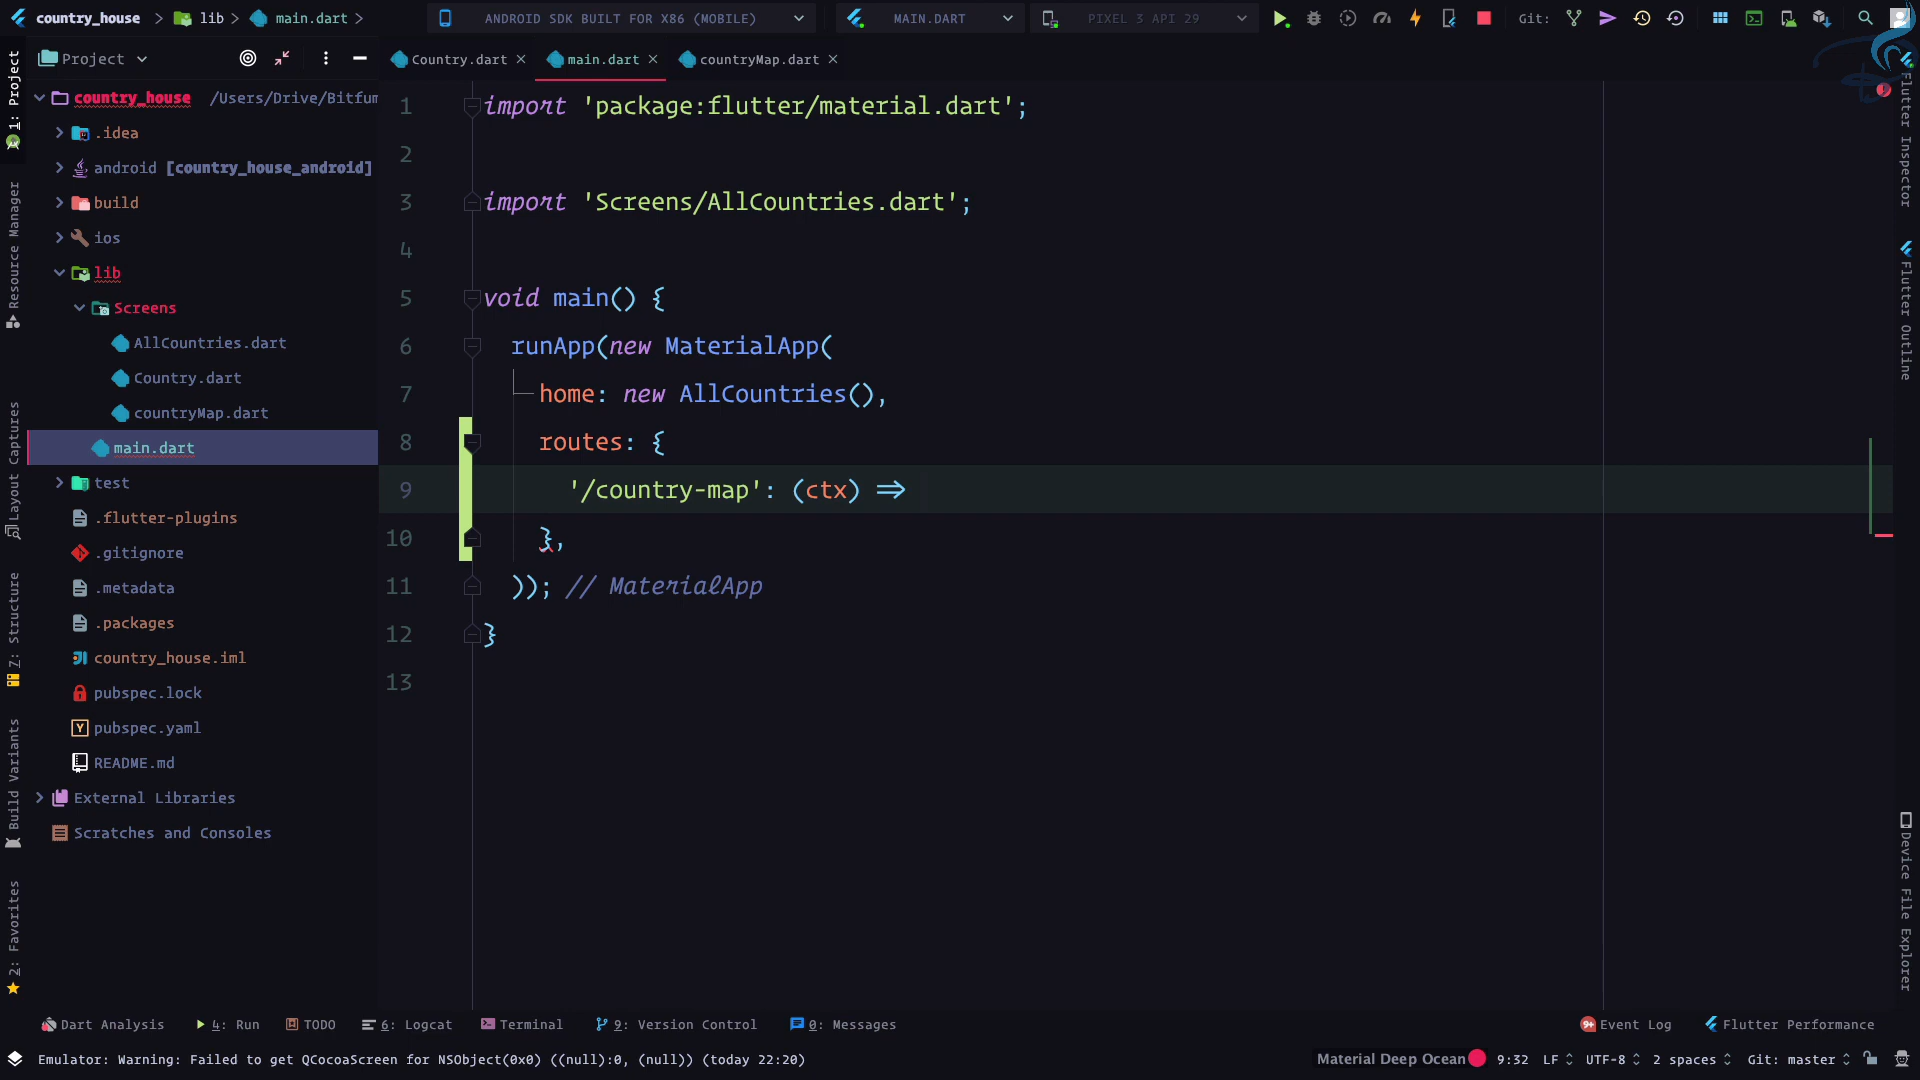 country_house
lib
main.dart
ANDROID SDK BUILT FOR X86 (MOBILE)
MAIN.DART
PIXEL 3 API 29
Git:
Project
Country.dart
main.dart
countryMap.dart
country_house /Users/Drive/Bitfum
.idea
android [country_house_android]
build
ios
lib
Screens
AllCountries.dart
Country.dart
countryMap.dart
main.dart
test
.flutter-plugins
.gitignore
.metadata
.packages
country_house.iml
pubspec.lock
pubspec.yaml
README.md
External Libraries
Scratches and Consoles
1 import 'package:flutter/material.dart';
2
3 import 'Screens/AllCountries.dart';
4
5 void main() {
6 runApp(new MaterialApp(
7 home: new AllCountries(),
8 routes: {
9 '/country-map': (ctx) =>
10 },
11 )); // MaterialApp
12 }
13
1: Project
Resource Manager
Layout Captures
7: Structure
Build Variants
2: Favorites
Flutter Inspector
Flutter Outline
Device File Explorer
Dart Analysis
4: Run
TODO
6: Logcat
Terminal
9: Version Control
0: Messages
9+ Event Log
Flutter Performance
Emulator: Warning: Failed to get QCocoaScreen for NSObject(0x0) ((null):0, (null)) (today 22:20)
Material Deep Ocean
9:32
LF
UTF-8
2 spaces
Git: master